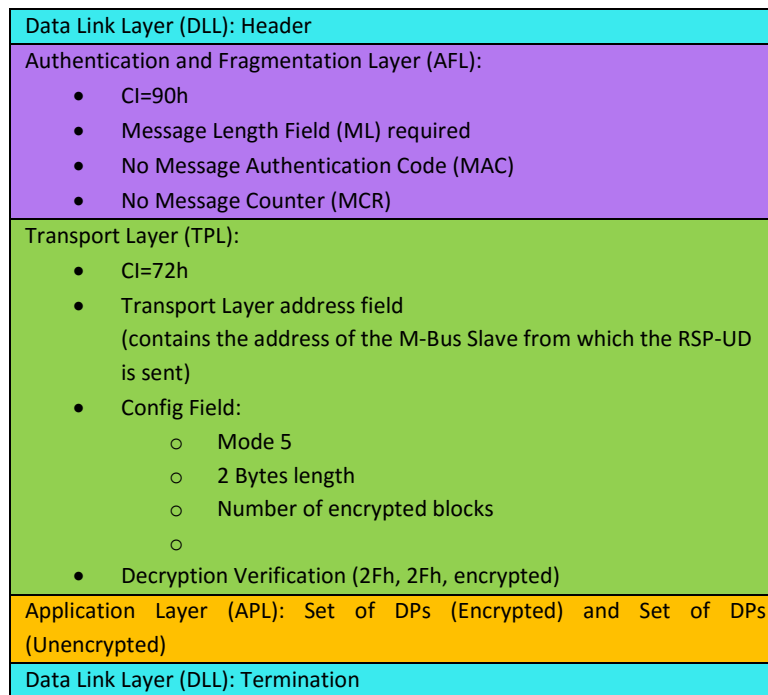 Data Link Layer (DLL): Header
Authentication and Fragmentation Layer (AFL):
• CI=90h
• Message Length Field (ML) required
• No Message Authentication Code (MAC)
• No Message Counter (MCR)
Transport Layer (TPL):
• CI=72h
• Transport Layer address field
(contains the address of the M-Bus Slave from which the RSP-UD
is sent)
• Config Field:
o Mode 5
o 2 Bytes length
o Number of encrypted blocks
o
• Decryption Verification (2Fh, 2Fh, encrypted)
Application Layer (APL): Set of DPs (Encrypted) and Set of DPs
(Unencrypted)
Data Link Layer (DLL): Termination